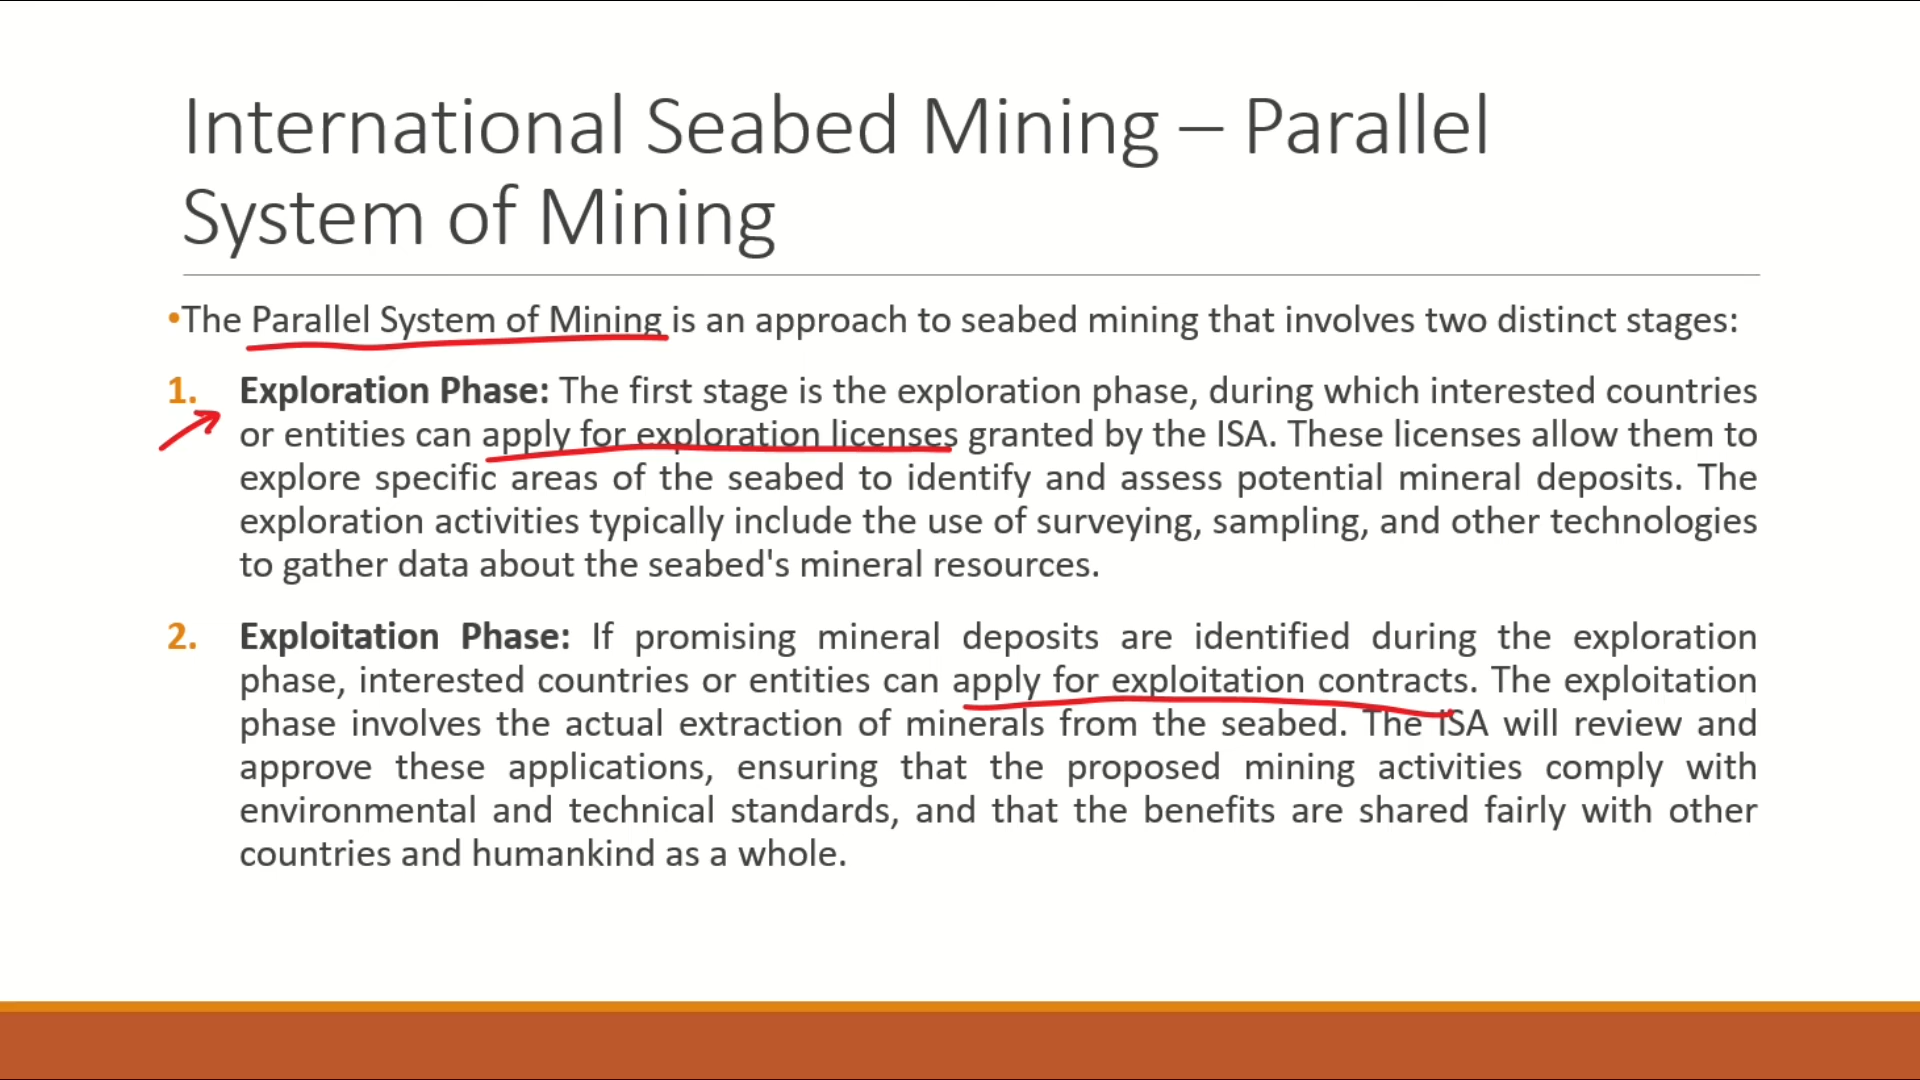 International Seabed Mining – Parallel
System of Mining
•The Parallel System of Mining is an approach to seabed mining that involves two distinct stages:
1. Exploration Phase: The first stage is the exploration phase, during which interested countries
or entities can apply for exploration licenses granted by the ISA. These licenses allow them to
explore specific areas of the seabed to identify and assess potential mineral deposits. The
exploration activities typically include the use of surveying, sampling, and other technologies
to gather data about the seabed's mineral resources.
2. Exploitation Phase: If promising mineral deposits are identified during the exploration
phase, interested countries or entities can apply for exploitation contracts. The exploitation
phase involves the actual extraction of minerals from the seabed. The ISA will review and
approve these applications, ensuring that the proposed mining activities comply with
environmental and technical standards, and that the benefits are shared fairly with other
countries and humankind as a whole.